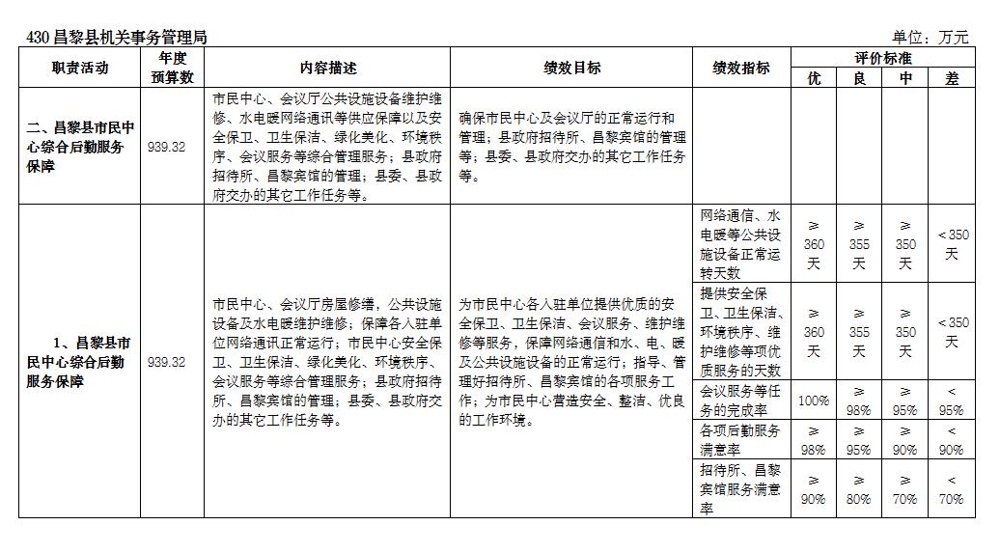 430 昌黎县机关事务管理局
单位：万元
职责活动
年度
预算数
内容描述
绩效目标
绩效指标
评价标准
优
良
中
差
二、昌黎县市民中
心综合后勤服务
保障
939.32
市民中心、会议厅公共设施设备维护维
修、水电暖网络通讯等供应保障以及安
全保卫、卫生保洁、绿化美化、环境秩
序、会议服务等综合管理服务；县政府
招待所、昌黎宾馆的管理；县委、县政
府交办的其它工作任务等。
确保市民中心及会议厅的正常运行和
管理；县政府招待所、昌黎宾馆的管理
等；县委、县政府交办的其它工作任务
等。
1、昌黎县市
民中心综合后勤
服务保障
939.32
市民中心、会议厅房屋修缮，公共设施
设备及水电暖维护维修；保障各入驻单
位网络通讯正常运行；市民中心安全保
卫、卫生保洁、绿化美化、环境秩序、
会议服务等综合管理服务；县政府招待
所、昌黎宾馆的管理；县委、县政府交
办的其它工作任务等。
为市民中心各入驻单位提供优质的安
全保卫、卫生保洁、会议服务、维护维
修等服务，保障网络通信和水、电、暖
及公共设施设备的正常运行；指导、管
理好招待所、昌黎宾馆的各项服务工
作；为市民中心营造安全、整洁、优良
的工作环境。
网络通信、水
电暖等公共设
施设备正常运
转天数
≥
360
天
≥
355
天
≥
350
天
＜350
天
提供安全保
卫、卫生保洁、
环境秩序、维
护维修等项优
质服务的天数
≥
360
天
≥
355
天
≥
350
天
＜350
天
会议服务等任
务的完成率
100%
≥
98%
≥
95%
＜
95%
各项后勤服务
满意率
≥
98%
≥
95%
≥
90%
＜
90%
招待所、昌黎
宾馆服务满意
率
≥
90%
≥
80%
≥
70%
＜
70%